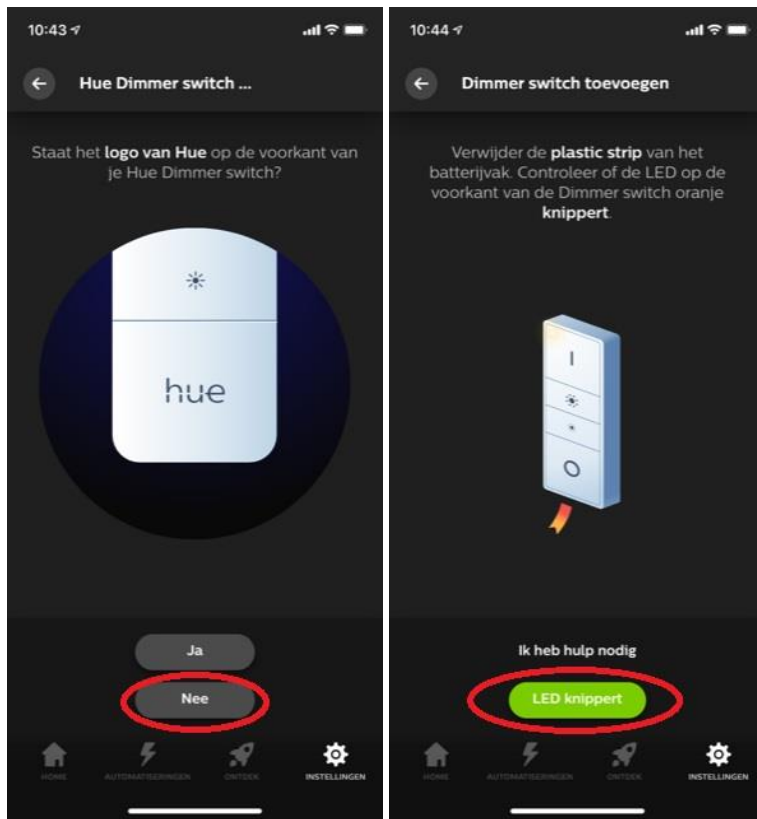 10:43
Hue Dimmer switch ...
Staat het logo van Hue op de voorkant van
je Hue Dimmer switch?
hue
Ja
Nee
HOME
AUTOMATISERINGEN
ONTDEK
INSTELLINGEN
10:44
Dimmer switch toevoegen
Verwijder de plastic strip van het
batterijvak. Controleer of de LED op de
voorkant van de Dimmer switch oranje
knippert.
I
O
Ik heb hulp nodig
LED knippert
HOME
AUTOMATISERINGEN
ONTDEK
INSTELLINGEN